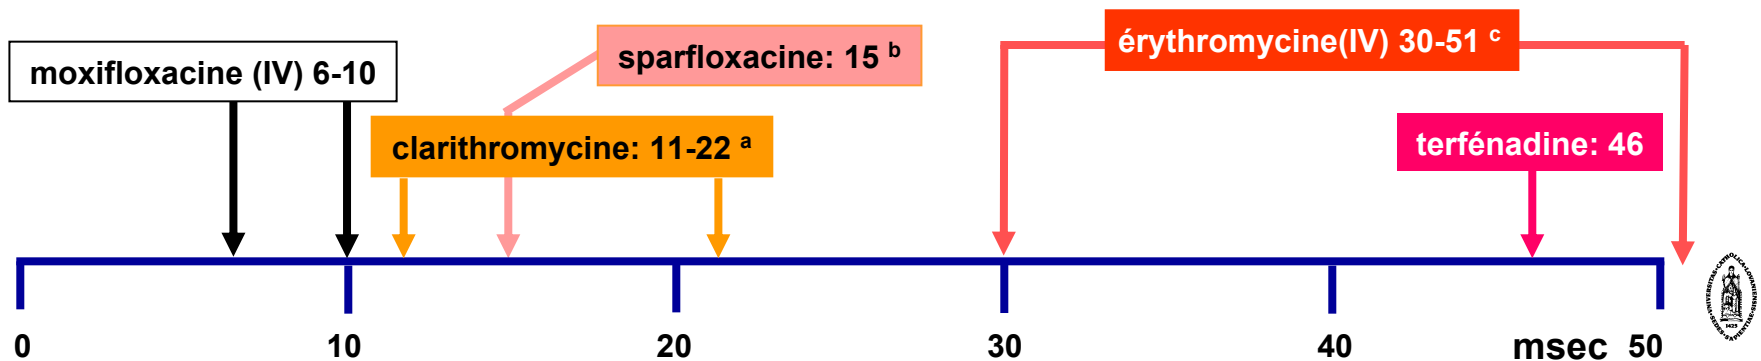 moxifloxacine (IV) 6-10
sparfloxacine: 15 b
érythromycine(IV) 30-51 c
clarithromycine: 11-22 a
terfénadine: 46
0 10 20 30 40 msec 50